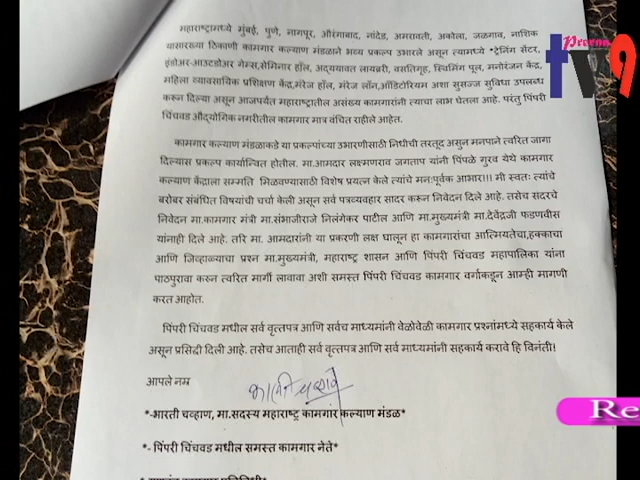 Prerna
tv9
महाराष्ट्रामध्ये मुंबई, पुणे, नागपूर, औरंगाबाद, नांदेड, अमरावती, अकोला, जळगाव, नाशिक
यासारख्या ठिकाणी कामगार कल्याण मंडळाने भव्य प्रकल्प उभारले असून त्यामध्ये *ट्रेनिंग सेंटर,
इंडोअर-आउटडोअर गेम्स,सेमिनार हॉल, अद्ययावत लायब्ररी, वसतिगृह, स्विमिंग पूल, मनोरंजन केंद्र,
महिला व्यावसायिक प्रशिक्षण केंद्र,मॅरेज हॉल, मॅरेज लॉन,ऑडिटोरियम अशा सुसज्ज सुविधा उपलब्ध
करून दिल्या असून आजपर्यंत महाराष्ट्रातील असंख्य कामगारांनी त्याचा लाभ घेतला आहे. परंतु पिंपरी
चिंचवड औद्योगिक नगरीतील कामगार मात्र वंचित राहीले आहेत.
कामगार कल्याण मंडळाकडे या प्रकल्पांच्या उभारणीसाठी निधीची तरतूद असुन मनपाने त्वरित जागा
दिल्यास प्रकल्प कार्यान्वित होतील. मा.आमदार लक्ष्मणराव जगताप यांनी पिंपळे गुरव येथे कामगार
कल्याण केंद्राला सम्मति मिळवण्यासाठी विशेष प्रयत्न केले त्यांचे मन:पूर्वक आभार!!! मी स्वतः त्यांचे
बरोबर संबंधित विषयांची चर्चा केली असून सर्व पत्रव्यवहार सादर करून निवेदन दिले आहे. तसेच सदरचे
निवेदन मा.कामगार मंत्री मा.संभाजीराजे निलंगेकर पाटील आणि मा.मुख्यमंत्री मा.देवेंद्रजी फडणवीस
यांनाही दिले आहे. तरि मा. आमदारांनी या प्रकरणी लक्ष घालून हा कामगारांचा आत्मियतेचा,हक्काचा
आणि जिव्हाळ्याचा प्रश्न मा.मुख्यमंत्री, महाराष्ट्र शासन आणि पिंपरी चिंचवड महापालिका यांना
पाठपुरावा करुन त्वरित मार्गी लावावा अशी समस्त पिंपरी चिंचवड कामगार वर्गाकडून आम्ही मागणी
करत आहोत.
पिंपरी चिंचवड मधील सर्व वृत्तपत्र आणि सर्वच माध्यमांनी वेळोवेळी कामगार प्रश्नांमध्ये सहकार्य केले
असून प्रसिद्धी दिली आहे. तसेच आताही सर्व वृत्तपत्र आणि सर्व माध्यमांनी सहकार्य करावे हि विनंती!
आपले नम्र
*-भारती चव्हाण, मा.सदस्य महाराष्ट्र कामगार कल्याण मंडळ*
*- पिंपरी चिंचवड मधील समस्त कामगार नेते*
Re